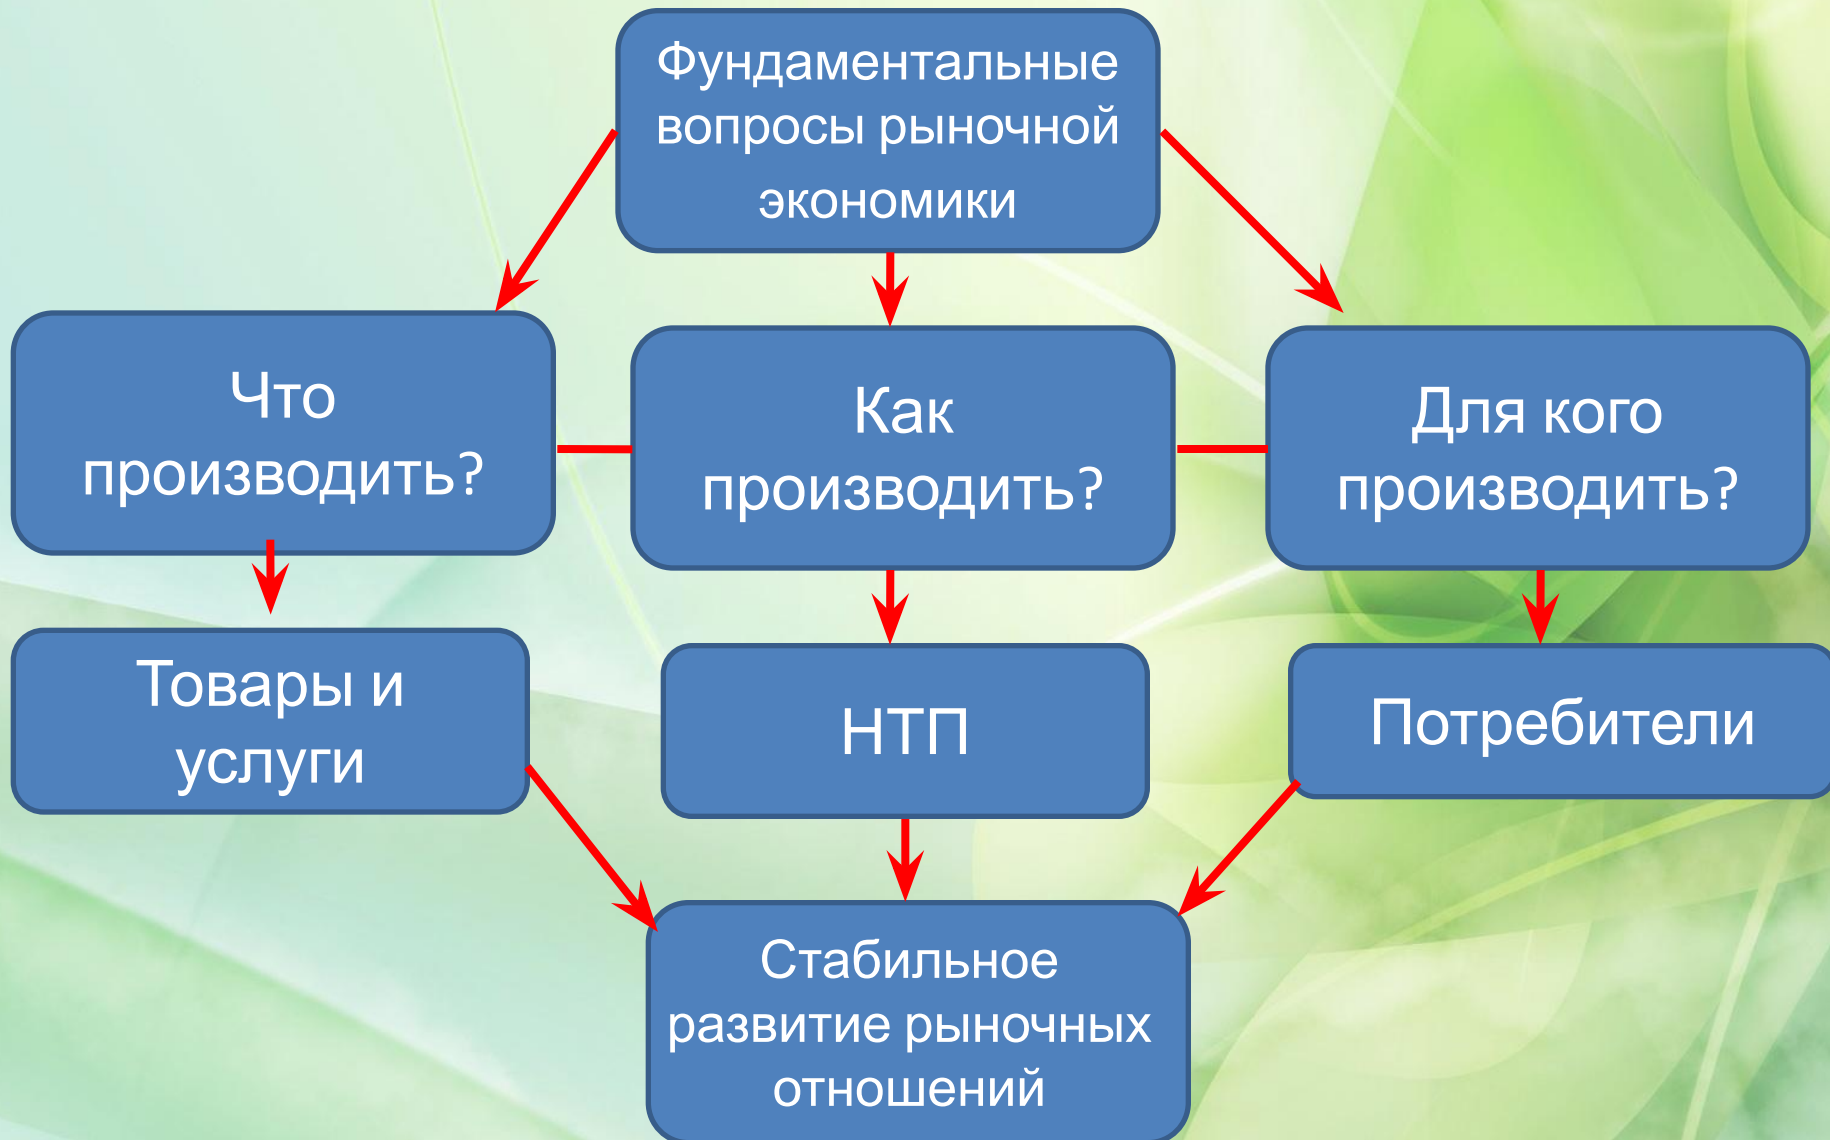 Фундаментальные
вопросы рыночной
экономики
Что
производить?
Как
производить?
Для кого
производить?
Товары и
услуги
НТП
Потребители
Стабильное
развитие рыночных
отношений